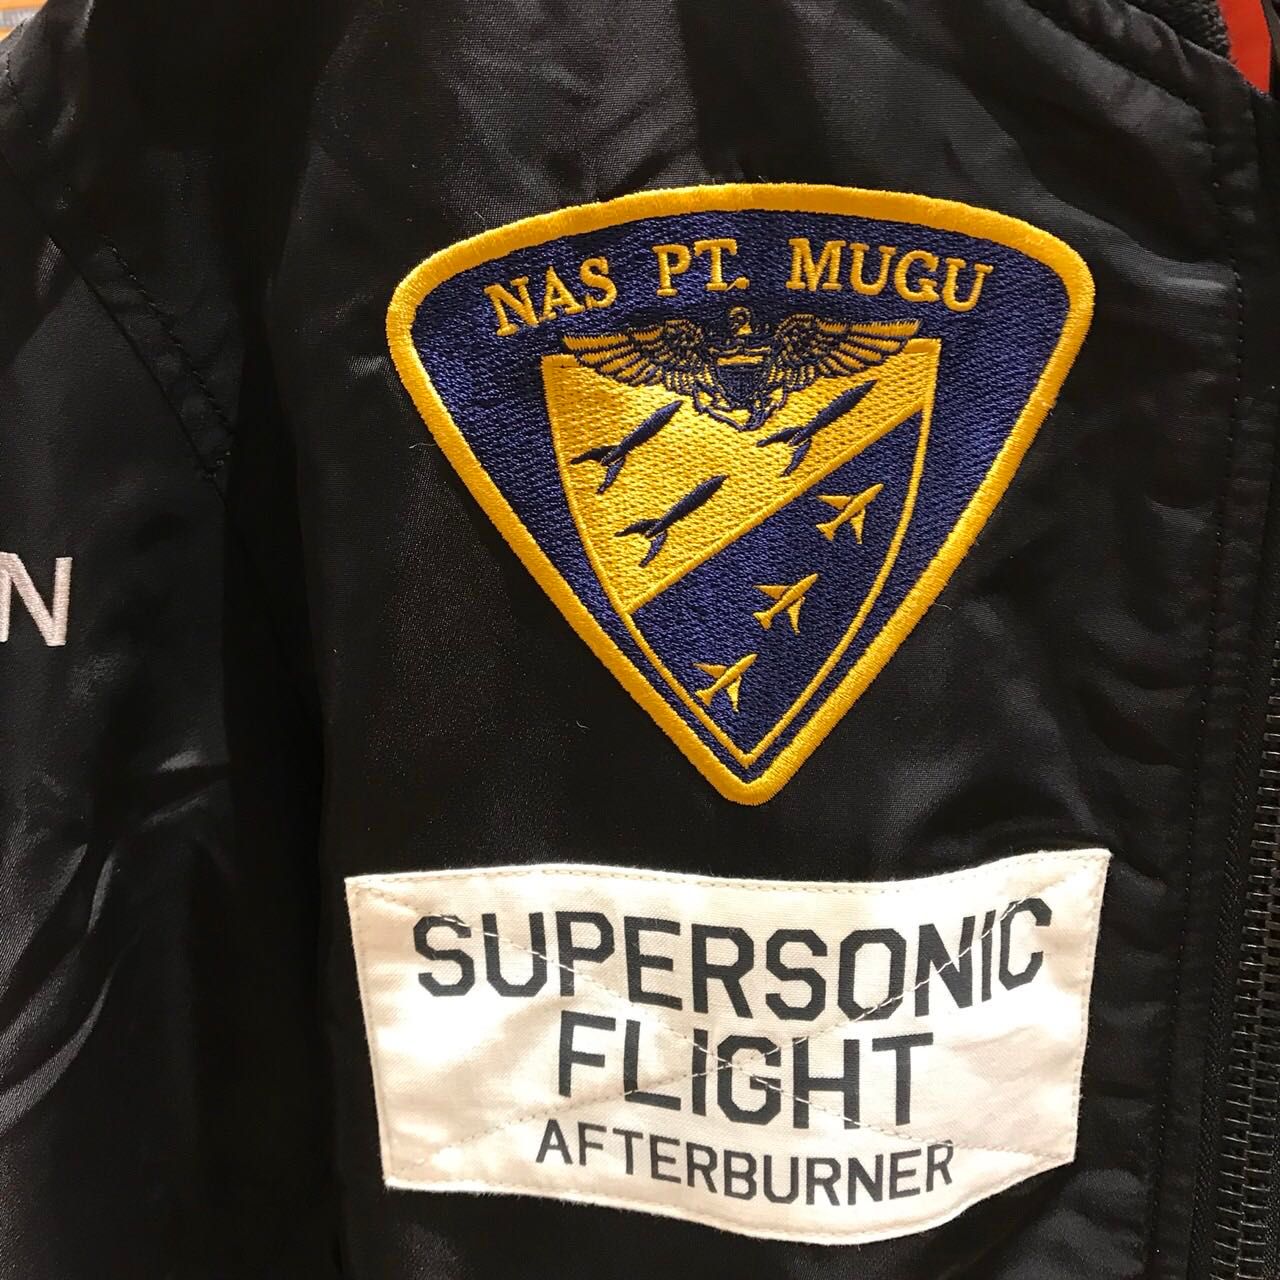 NAS PT. MUGU
N
SUPERSONIC
FLIGHT
AFTERBURNER